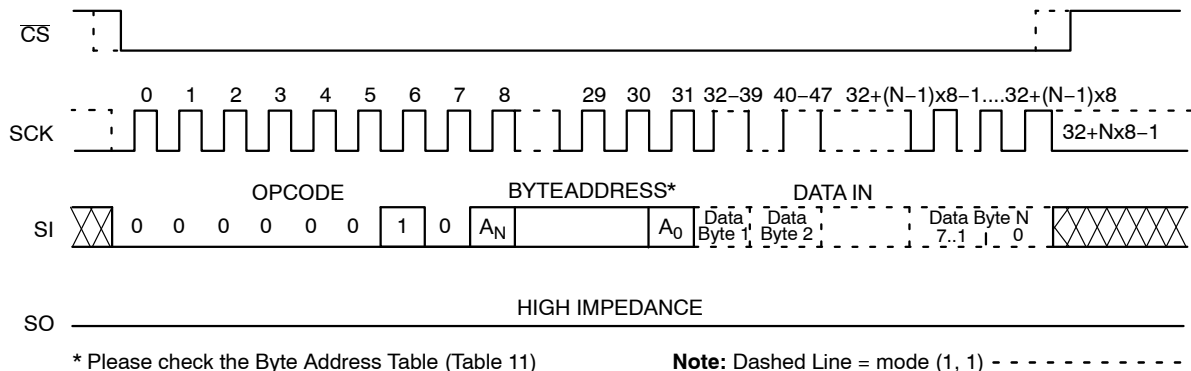 CS
0 1 2 3 4 5 6 7 8 29 30 31 32–39 40–47 32+(N–1)x8–1....32+(N–1)x8
SCK
32+Nx8–1
OPCODE BYTEADDRESS* DATA IN
SI
0 0 0 0 0 0 1 0 AN A0
Data Byte 1
Data Byte 2
Data Byte N
7..1 0
HIGH IMPEDANCE
SO
* Please check the Byte Address Table (Table 11)
Note: Dashed Line = mode (1, 1)